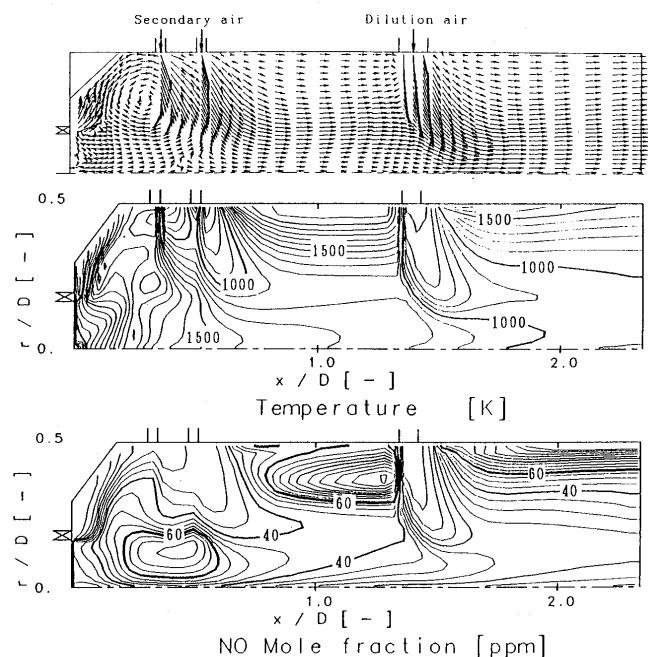 Secondary air Dilution air
0.5
r / D [ - ]
0.
1500
1000
1500
1500
1000
1000
1.0 2.0
x / D [ - ]
Temperature [K]
0.5
r / D [ - ]
0.
60
60
40
40
60
40
1.0 2.0
x / D [ - ]
NO Mole fraction [ppm]